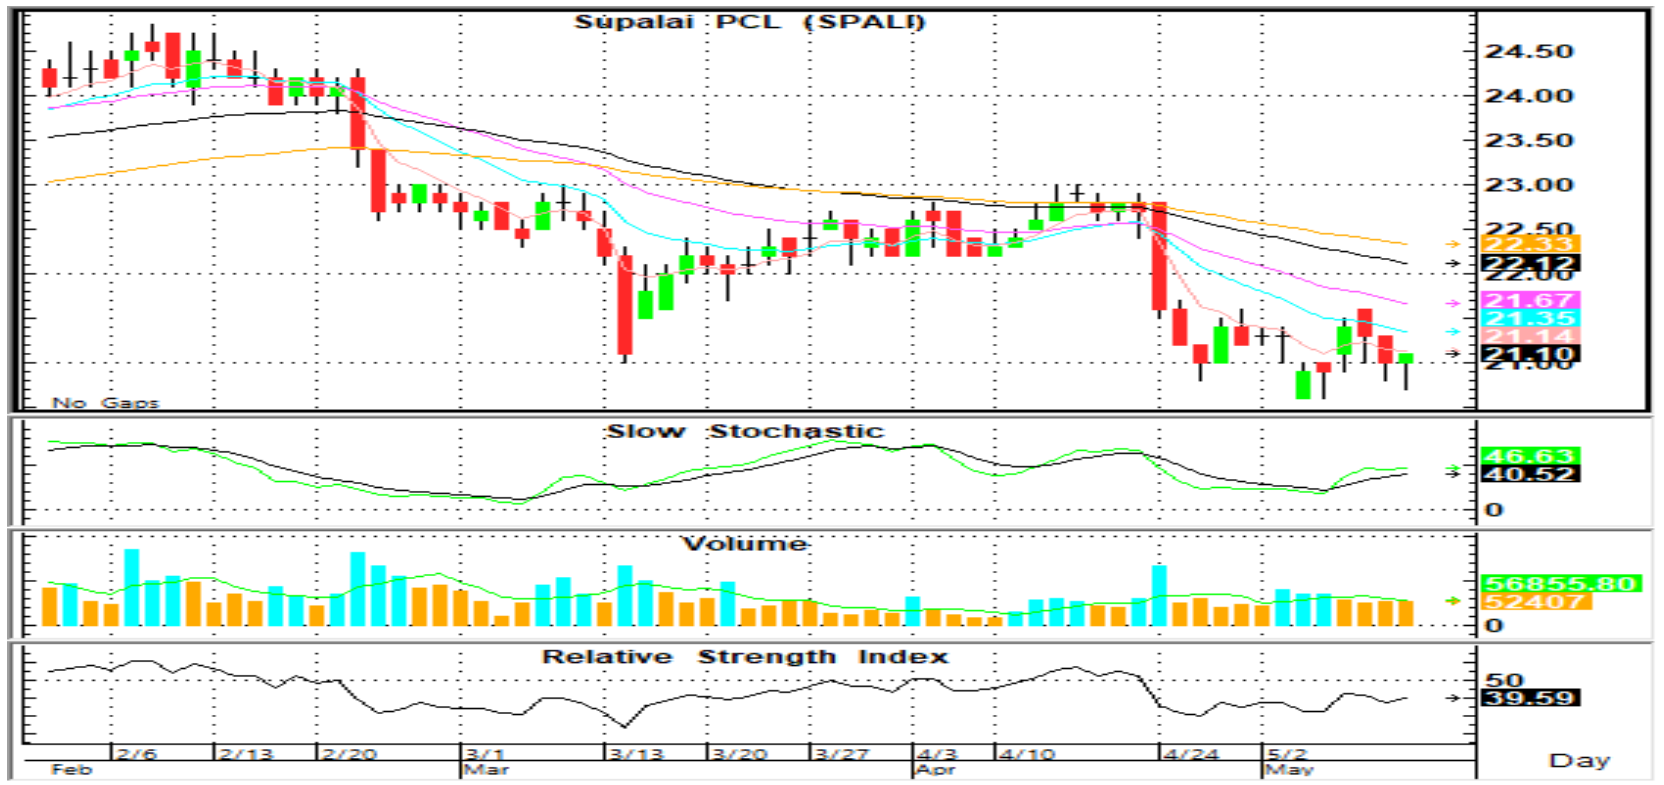 Supalai PCL (SPALI)
24.50
24.00
23.50
23.00
22.50
22.33
22.12
22.00
21.67
21.35
21.14
21.10
21.00
No Gaps
Slow Stochastic
46.63
40.52
0
Volume
56855.80
52407
0
Relative Strength Index
50
39.59
2/6 2/13 2/20 3/1 3/13 3/20 3/27 4/3 4/10 4/24 5/2
Feb Mar Apr May
Day